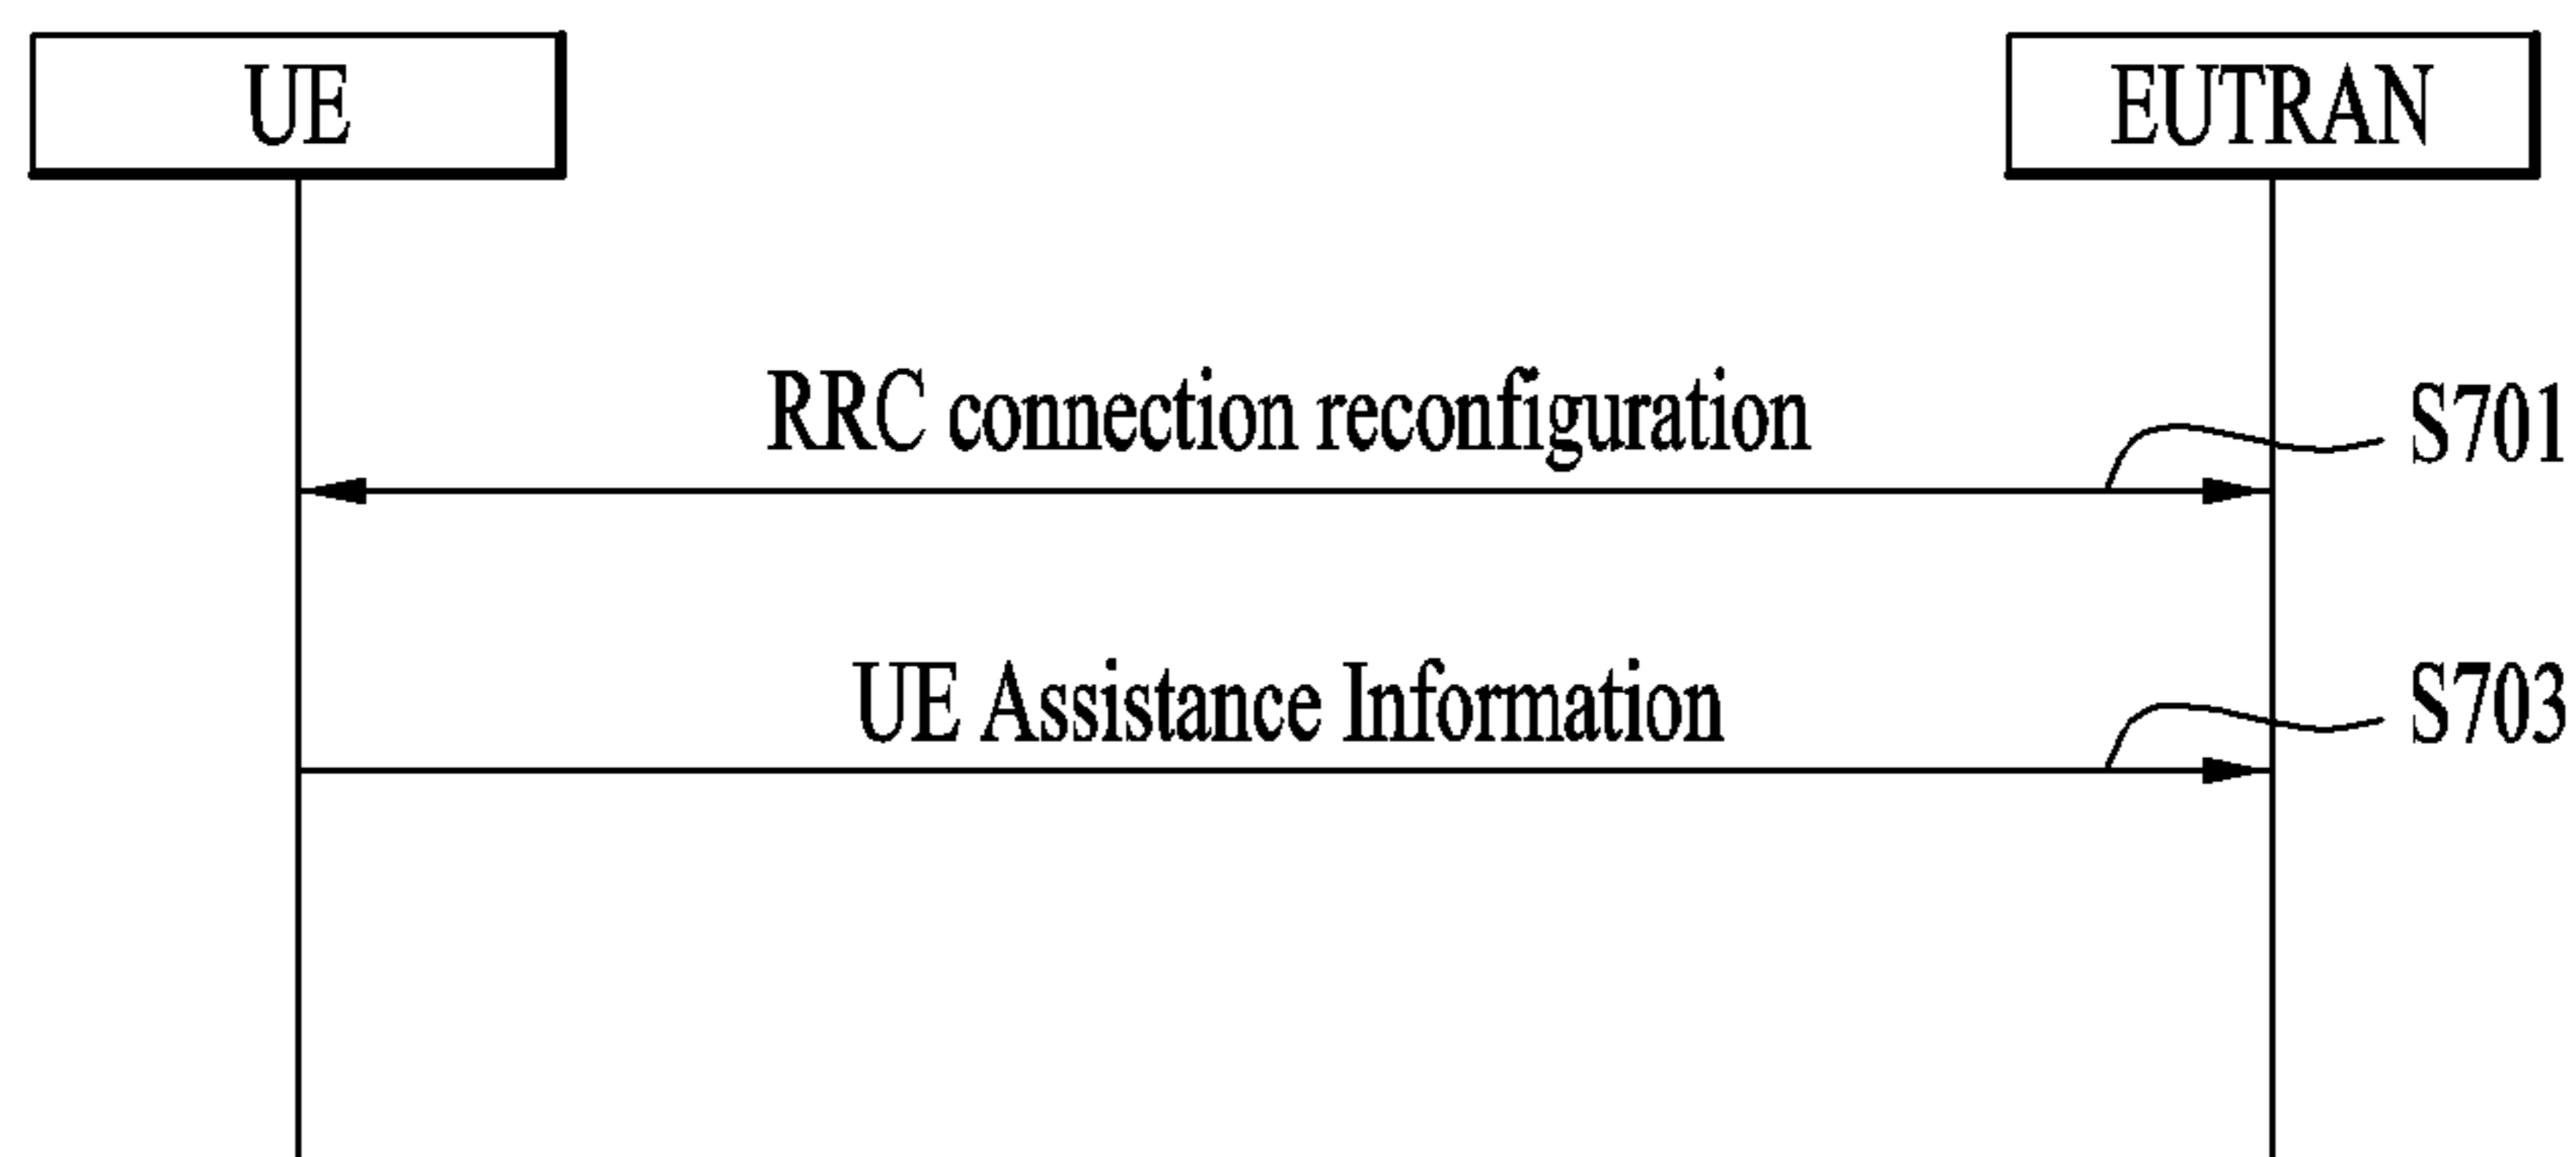 UE
EUTRAN
RRC connection reconfiguration
S701
UE Assistance Information
S703